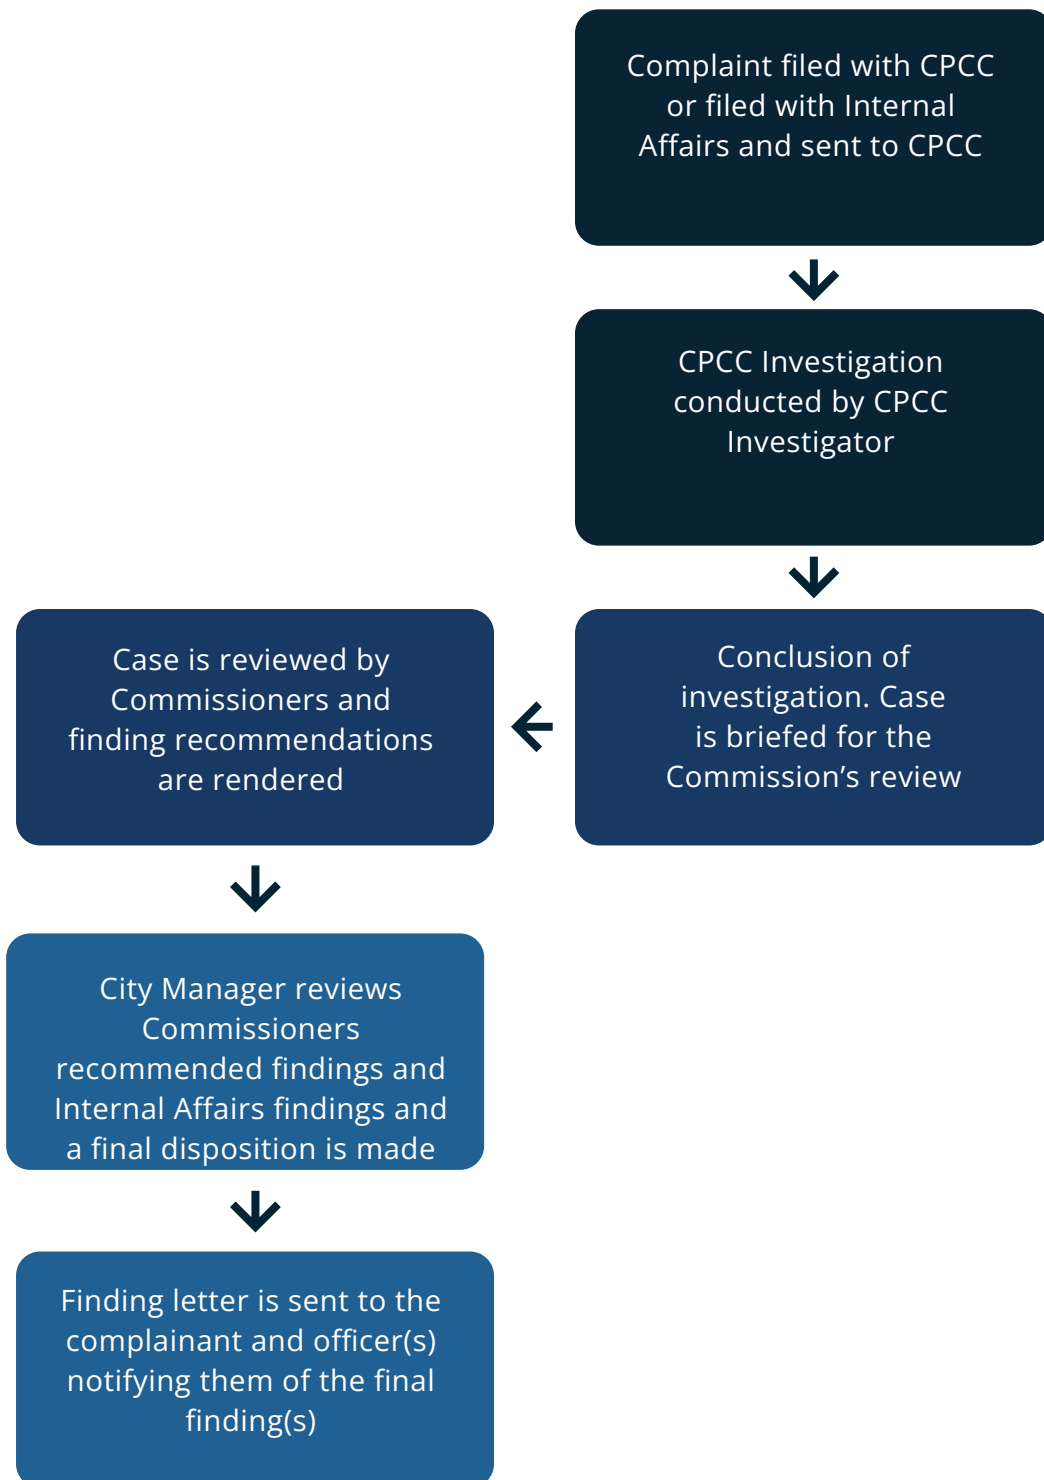 Complaint filed with CPCC
or filed with Internal
Affairs and sent to CPCC
CPCC Investigation
conducted by CPCC
Investigator
Conclusion of
investigation. Case
is briefed for the
Commission’s review
Case is reviewed by
Commissioners and
finding recommendations
are rendered
City Manager reviews
Commissioners
recommended findings and
Internal Affairs findings and
a final disposition is made
Finding letter is sent to the
complainant and officer(s)
notifying them of the final
finding(s)